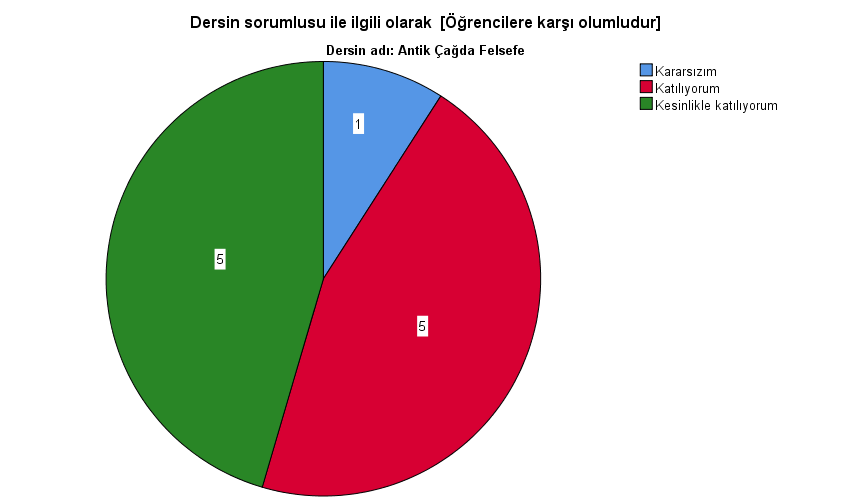 Dersin sorumlusu ile ilgili olarak  [Öğrencilere karşı olumludur]
Dersin adı: Antik Çağda Felsefe
Kararsızım
Katılıyorum
Kesinlikle katılıyorum
1
5
5